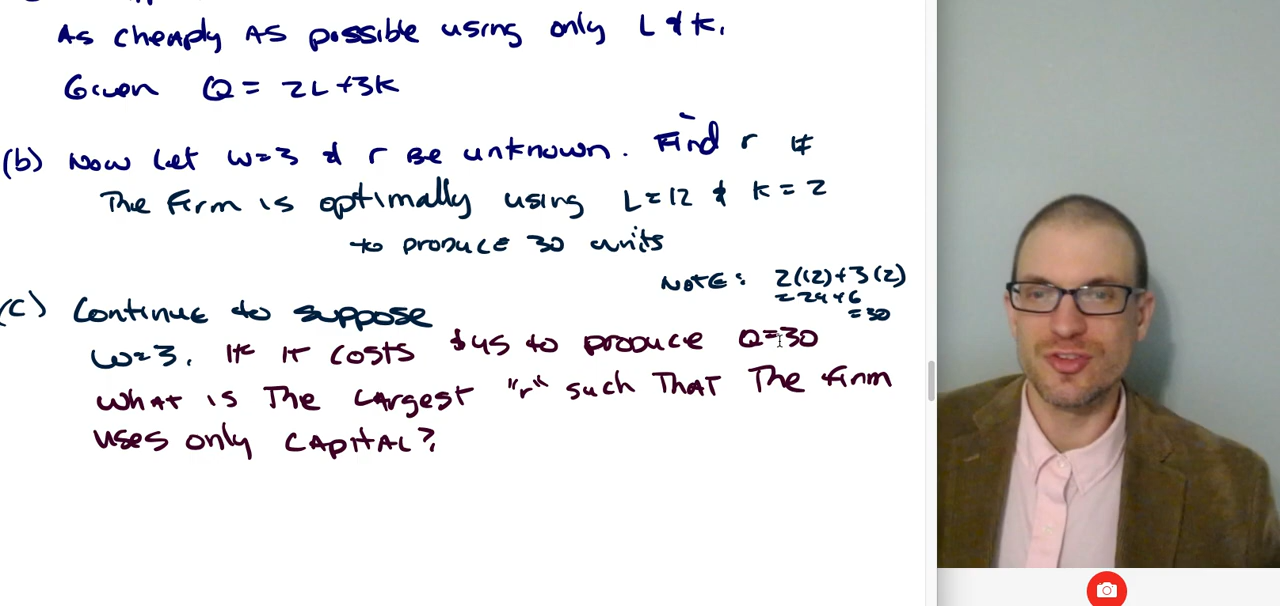 As cheaply As possible using only L & K.
Given Q = 2L+3K
(b) Now Let w=3 & r Be unknown. Find r if
The Firm is optimally using L=12 & K=2
to produce 30 units
NOTE: 2(12)+3(2)
=24+6
=30
(c) Continue to suppose
w=3. If it costs $45 to produce Q=30
what is The Largest "r" such THAT The firm
uses only CAPITAL?